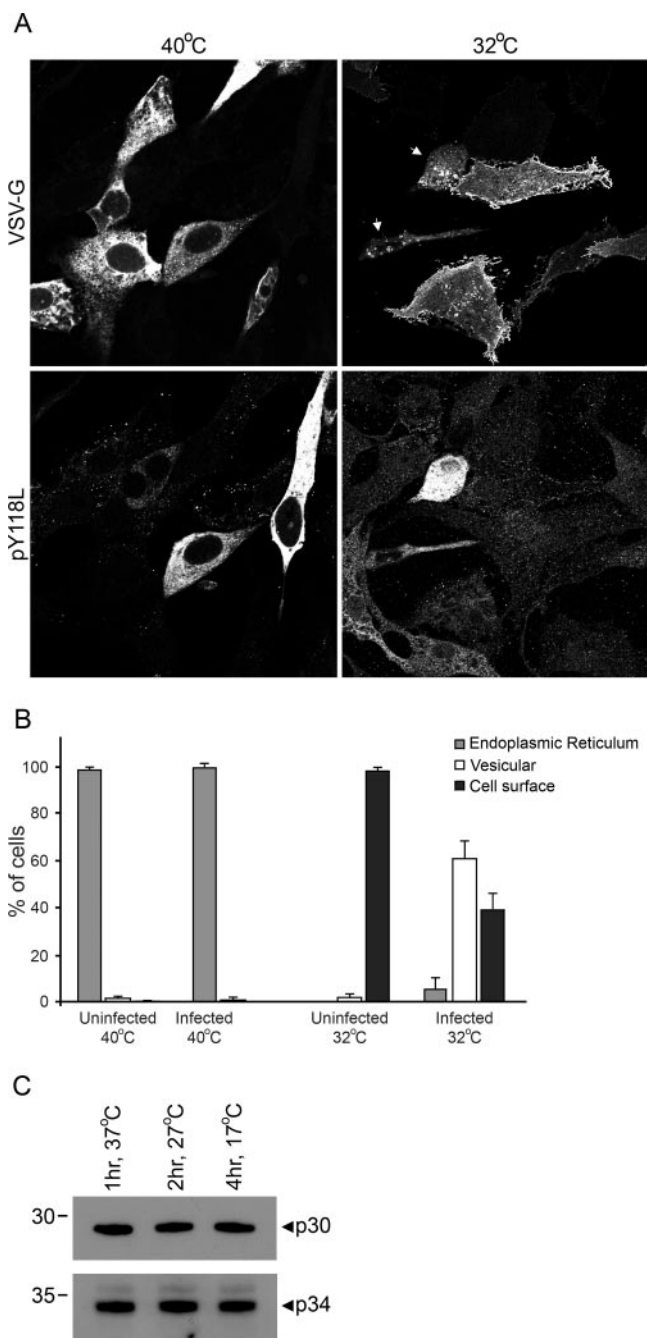 A
40°C
32°C
VSV-G
pY118L
B
Endoplasmic Reticulum
Vesicular
Cell surface
% of cells
100
80
60
40
20
0
Uninfected
40°C
Infected
40°C
Uninfected
32°C
Infected
32°C
C
1hr, 37°C
2hr, 27°C
4hr, 17°C
30
p30
35
p34